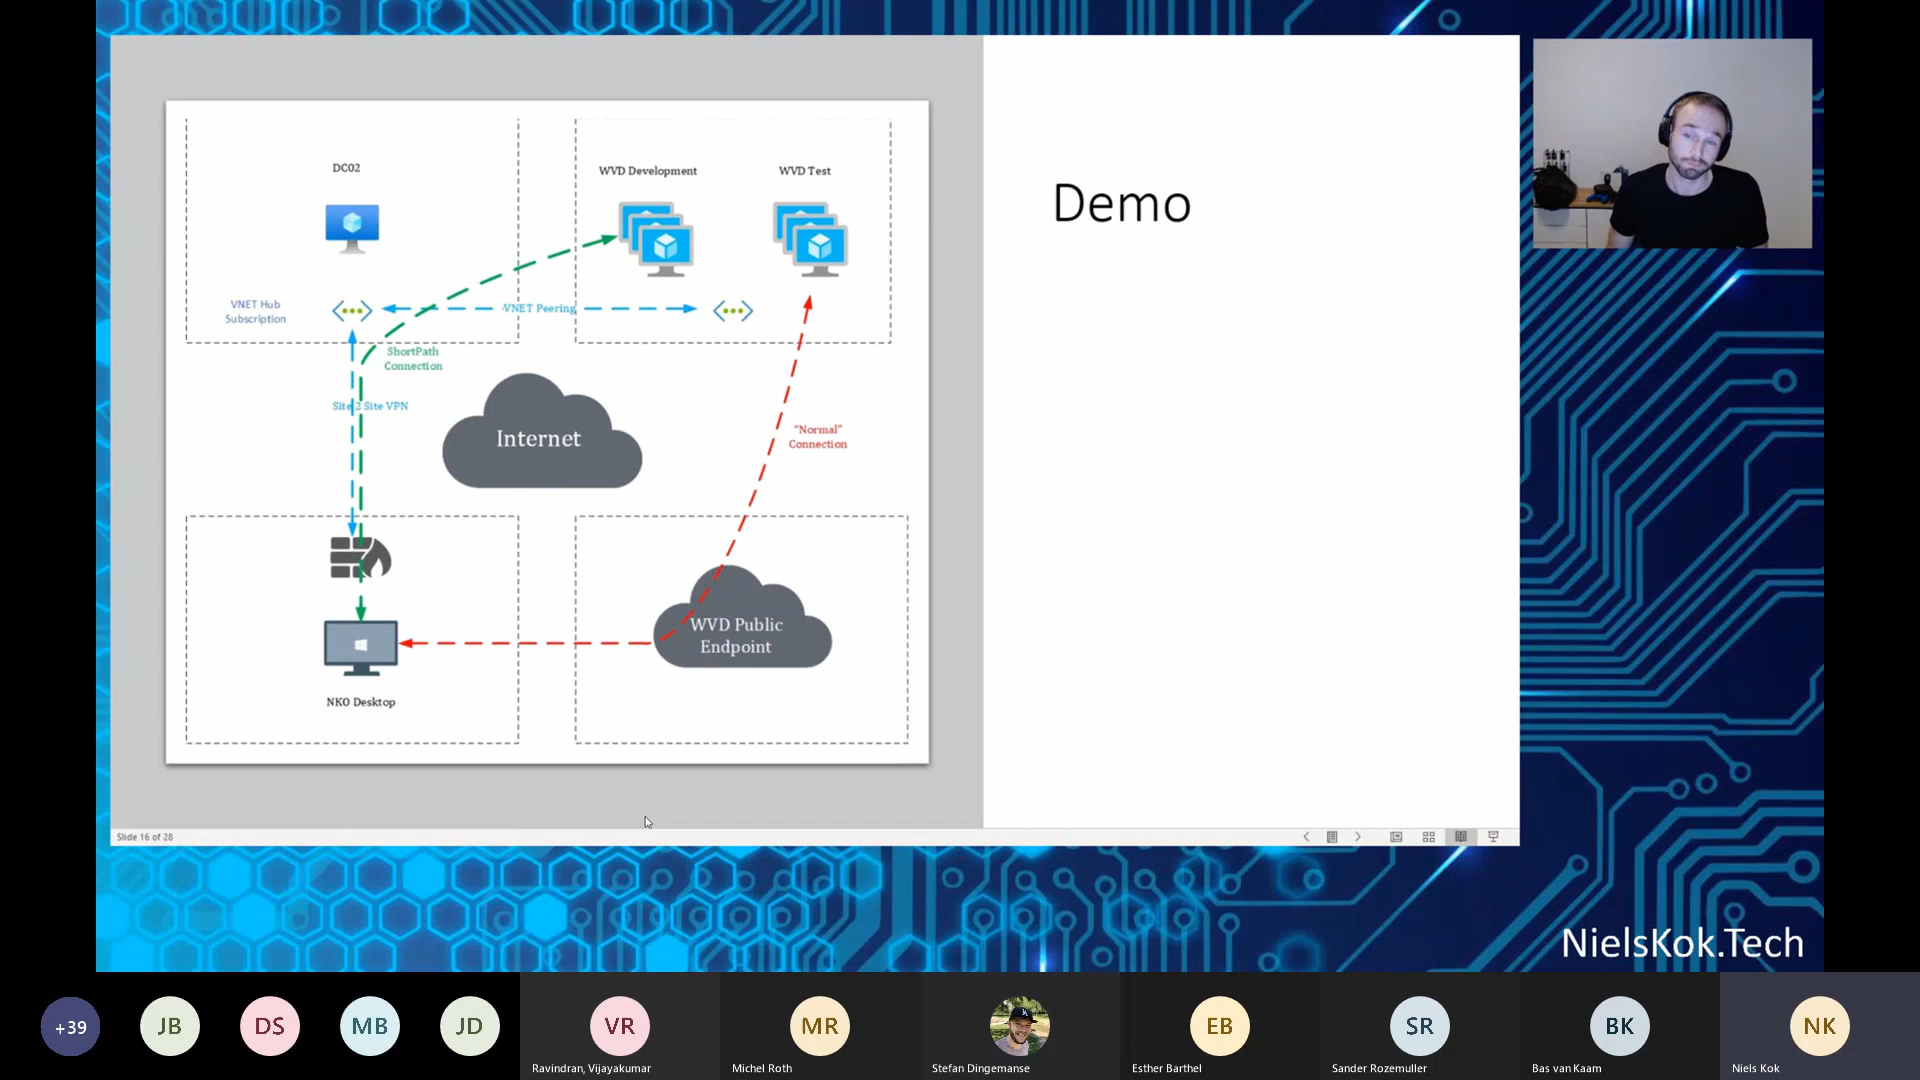 DC02
WVD Development
WVD Test
VNET Hub
Subscription
VNET Peering
ShortPath
Connection
Site 2 Site VPN
Internet
"Normal"
Connection
WVD Public
Endpoint
NKO Desktop
Demo
Slide 16 of 28
NielsKok.Tech
+39
JB
DS
MB
JD
VR
MR
EB
SR
BK
NK
Ravindran, Vijayakumar
Michel Roth
Stefan Dingemanse
Esther Barthel
Sander Rozemuller
Bas van Kaam
Niels Kok